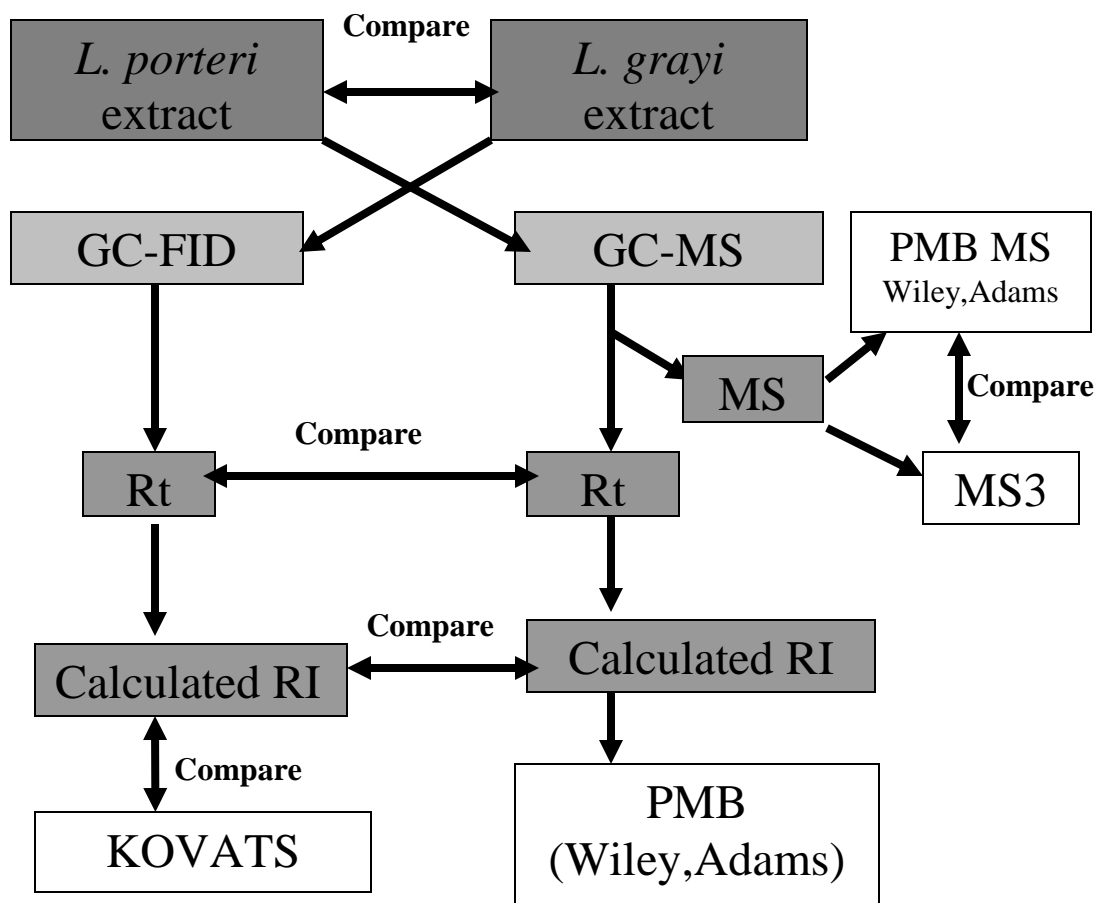 Compare
L. porteri
extract
L. grayi
extract
GC-FID
GC-MS
PMB MS
Wiley,Adams
MS
Compare
Compare
Rt
Rt
MS3
Compare
Calculated RI
Calculated RI
Compare
KOVATS
PMB
(Wiley,Adams)